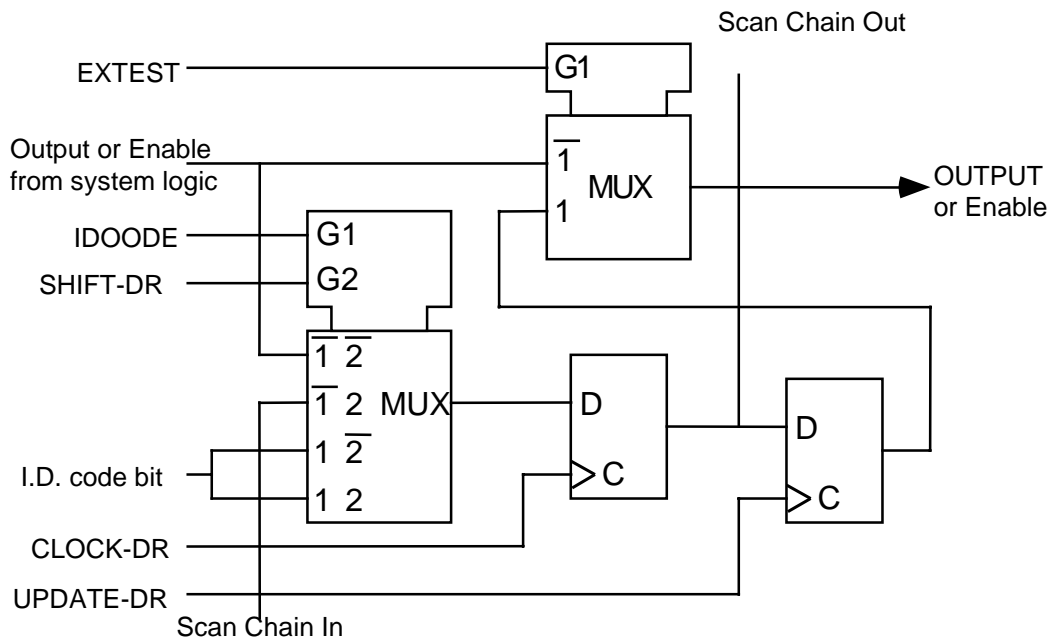 Scan Chain Out
EXTEST
G1
Output or Enable
from system logic
1
MUX
1
OUTPUT
or Enable
IDOODE
G1
SHIFT-DR
G2
1 2
1 2 MUX
1 2
1 2
I.D. code bit
D
C
D
C
CLOCK-DR
UPDATE-DR
Scan Chain In